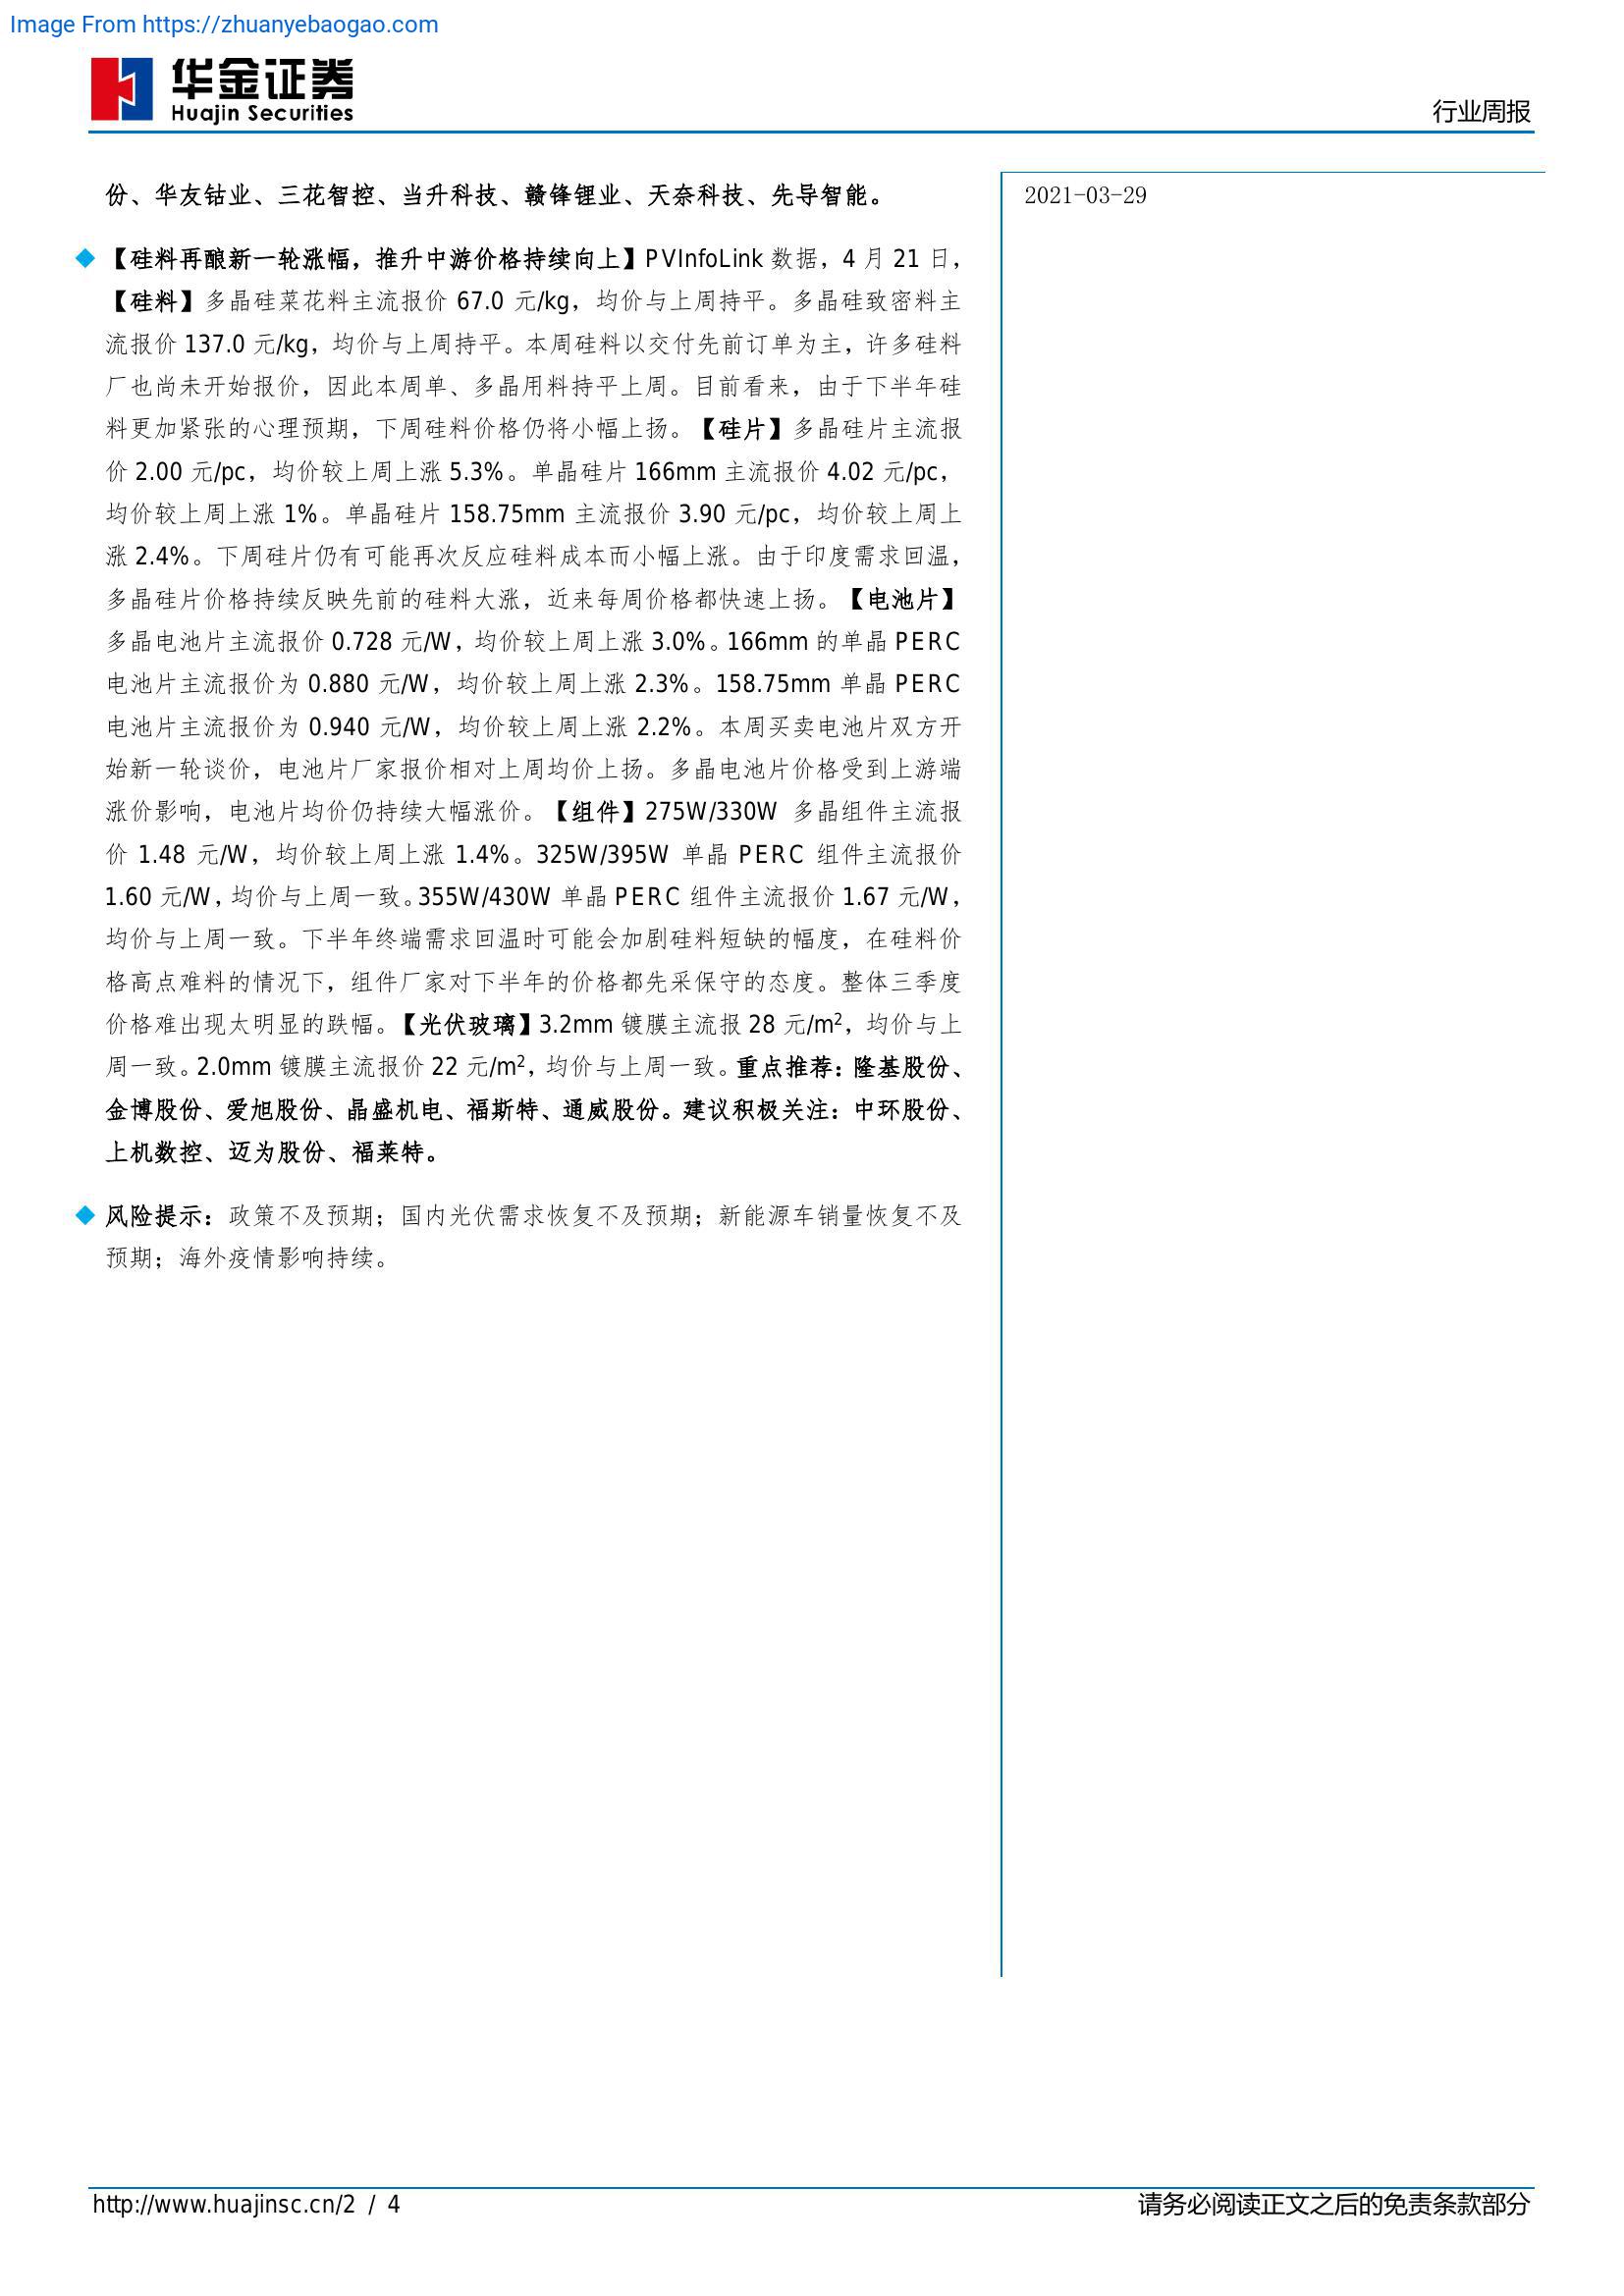 Image From https://zhuanyebaogao.com
华金证券
Huajin Securities
行业周报
份、华友钴业、三花智控、当升科技、赣锋锂业、天奈科技、先导智能。
2021-03-29
【硅料再酿新一轮涨幅，推升中游价格持续向上】PVInfoLink 数据，4 月 21 日，
【硅料】多晶硅菜花料主流报价 67.0 元/kg，均价与上周持平。多晶硅致密料主
流报价 137.0 元/kg，均价与上周持平。本周硅料以交付先前订单为主，许多硅料
厂也尚未开始报价，因此本周单、多晶用料持平上周。目前看来，由于下半年硅
料更加紧张的心理预期，下周硅料价格仍将小幅上扬。【硅片】多晶硅片主流报
价 2.00 元/pc，均价较上周上涨 5.3%。单晶硅片 166mm 主流报价 4.02 元/pc，
均价较上周上涨 1%。单晶硅片 158.75mm 主流报价 3.90 元/pc，均价较上周上
涨 2.4%。下周硅片仍有可能再次反应硅料成本而小幅上涨。由于印度需求回温，
多晶硅片价格持续反映先前的硅料大涨，近来每周价格都快速上扬。【电池片】
多晶电池片主流报价 0.728 元/W，均价较上周上涨 3.0%。166mm 的单晶 PERC
电池片主流报价为 0.880 元/W，均价较上周上涨 2.3%。158.75mm 单晶 PERC
电池片主流报价为 0.940 元/W，均价较上周上涨 2.2%。本周买卖电池片双方开
始新一轮谈价，电池片厂家报价相对上周均价上扬。多晶电池片价格受到上游端
涨价影响，电池片均价仍持续大幅涨价。【组件】275W/330W 多晶组件主流报
价 1.48 元/W，均价较上周上涨 1.4%。325W/395W 单晶 PERC 组件主流报价
1.60 元/W，均价与上周一致。355W/430W 单晶 PERC 组件主流报价 1.67 元/W，
均价与上周一致。下半年终端需求回温时可能会加剧硅料短缺的幅度，在硅料价
格高点难料的情况下，组件厂家对下半年的价格都先采保守的态度。整体三季度
价格难出现太明显的跌幅。【光伏玻璃】3.2mm 镀膜主流报 28 元/m²，均价与上
周一致。2.0mm 镀膜主流报价 22 元/m²，均价与上周一致。重点推荐：隆基股份、
金博股份、爱旭股份、晶盛机电、福斯特、通威股份。建议积极关注：中环股份、
上机数控、迈为股份、福莱特。
风险提示：政策不及预期；国内光伏需求恢复不及预期；新能源车销量恢复不及
预期；海外疫情影响持续。
http://www.huajinsc.cn/2 / 4
请务必阅读正文之后的免责条款部分